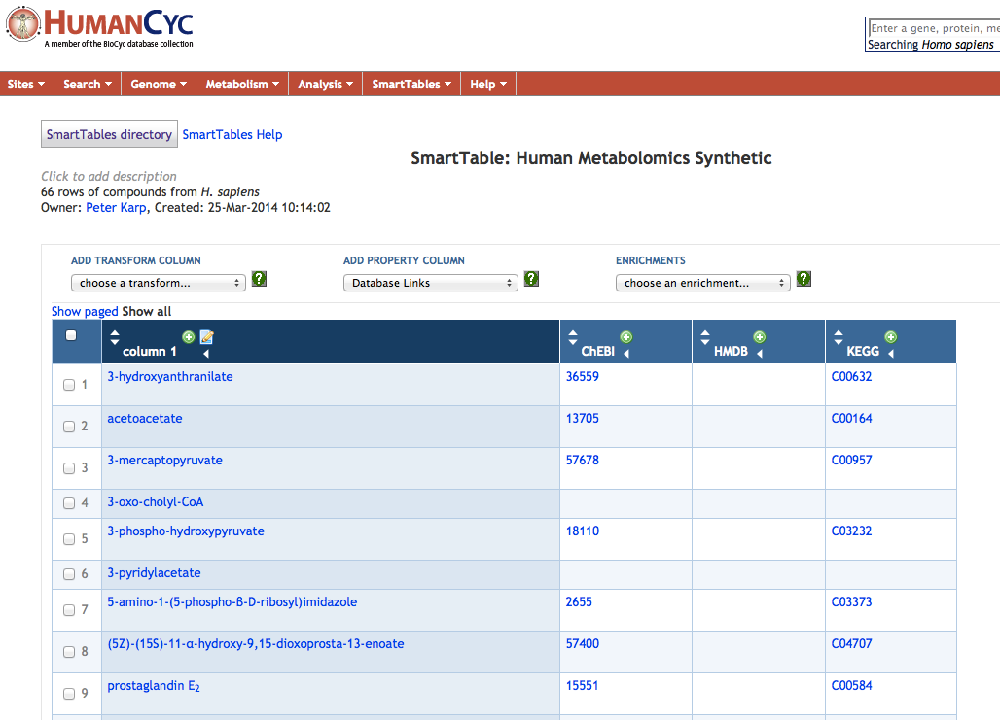 HUMANCYC
A member of the BioCyc database collection
Enter a gene, protein, me
Searching Homo sapiens
Sites Search Genome Metabolism Analysis SmartTables Help
SmartTables directory SmartTables Help
SmartTable: Human Metabolomics Synthetic
Click to add description
66 rows of compounds from H. sapiens
Owner: Peter Karp, Created: 25-Mar-2014 10:14:02
ADD TRANSFORM COLUMN ADD PROPERTY COLUMN ENRICHMENTS
choose a transform... ? Database Links ? choose an enrichment... ?
Show paged Show all
column 1 ChEBI HMDB KEGG
1 3-hydroxyanthranilate 36559 C00632
2 acetoacetate 13705 C00164
3 3-mercaptopyruvate 57678 C00957
4 3-oxo-cholyl-CoA
5 3-phospho-hydroxypyruvate 18110 C03232
6 3-pyridylacetate
7 5-amino-1-(5-phospho-β-D-ribosyl)imidazole 2655 C03373
8 (5Z)-(15S)-11-α-hydroxy-9,15-dioxoprosta-13-enoate 57400 C04707
9 prostaglandin E2 15551 C00584